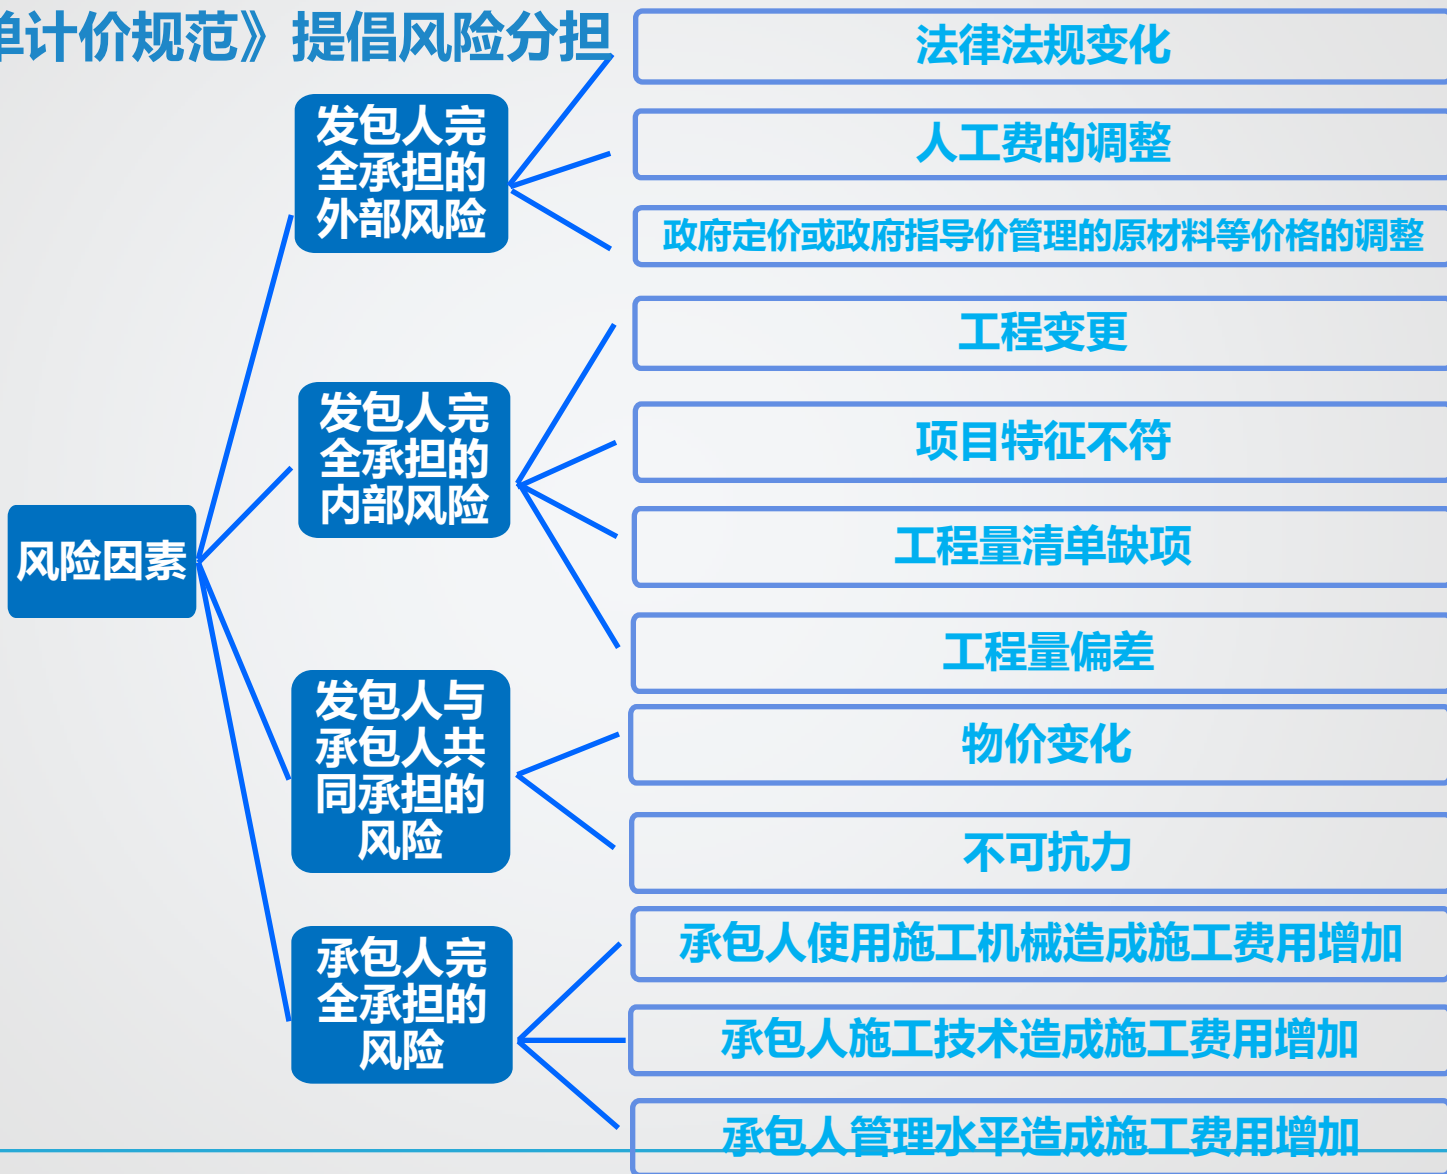 单计价规范》提倡风险分担
法律法规变化
发包人完
全承担的
外部风险
人工费的调整
政府定价或政府指导价管理的原材料等价格的调整
工程变更
发包人完
全承担的
内部风险
项目特征不符
工程量清单缺项
风险因素
工程量偏差
发包人与
承包人共
同承担的
风险
物价变化
不可抗力
承包人完
全承担的
风险
承包人使用施工机械造成施工费用增加
承包人施工技术造成施工费用增加
承包人管理水平造成施工费用增加